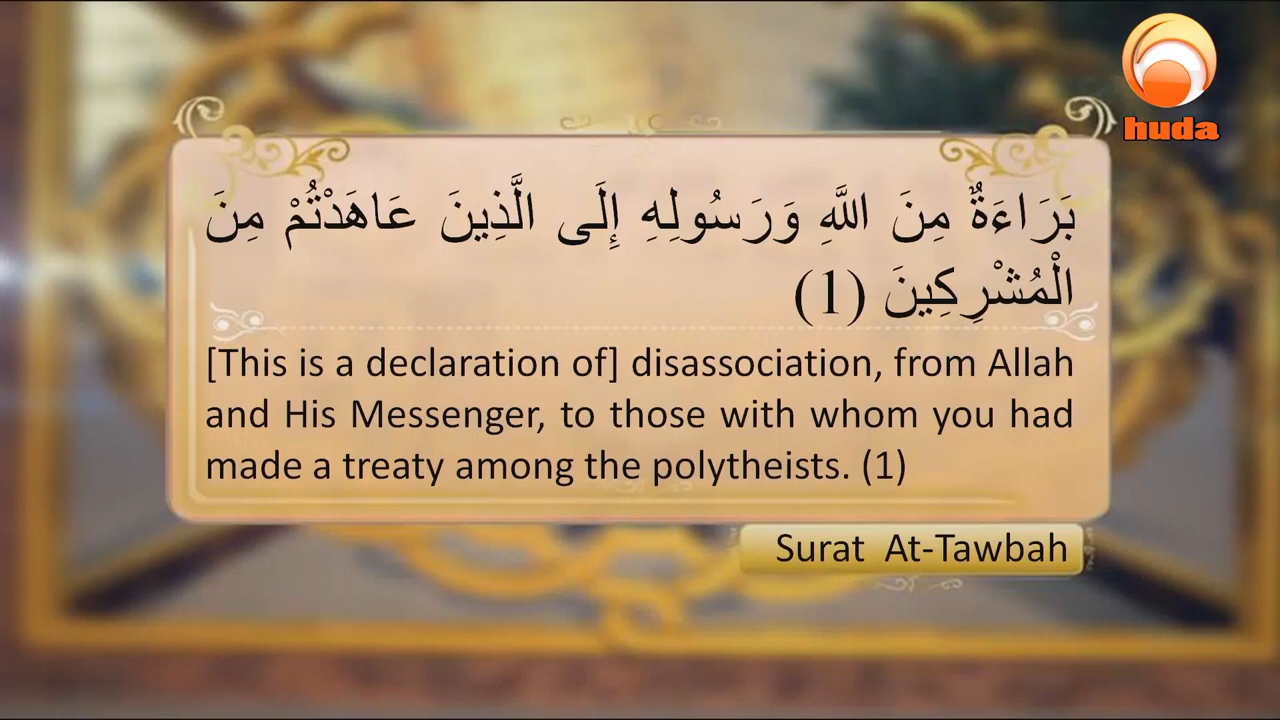 huda
بَرَاءَةٌ مِنَ اللَّهِ وَرَسُولِهِ إِلَى الَّذِينَ عَاهَدْتُمْ مِنَ
الْمُشْرِكِينَ (1)
[This is a declaration of] disassociation, from Allah
and His Messenger, to those with whom you had
made a treaty among the polytheists. (1)
Surat At-Tawbah